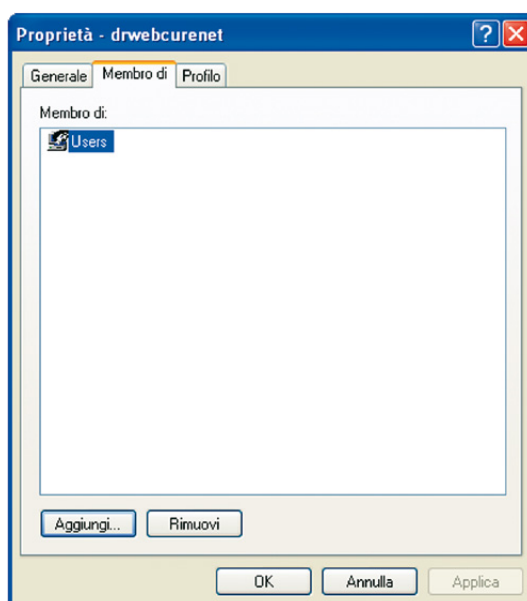 Proprietà - drwebcurenet
Generale Membro di Profilo
Membro di:
Users
Aggiungi... Rimuovi
OK Annulla Applica